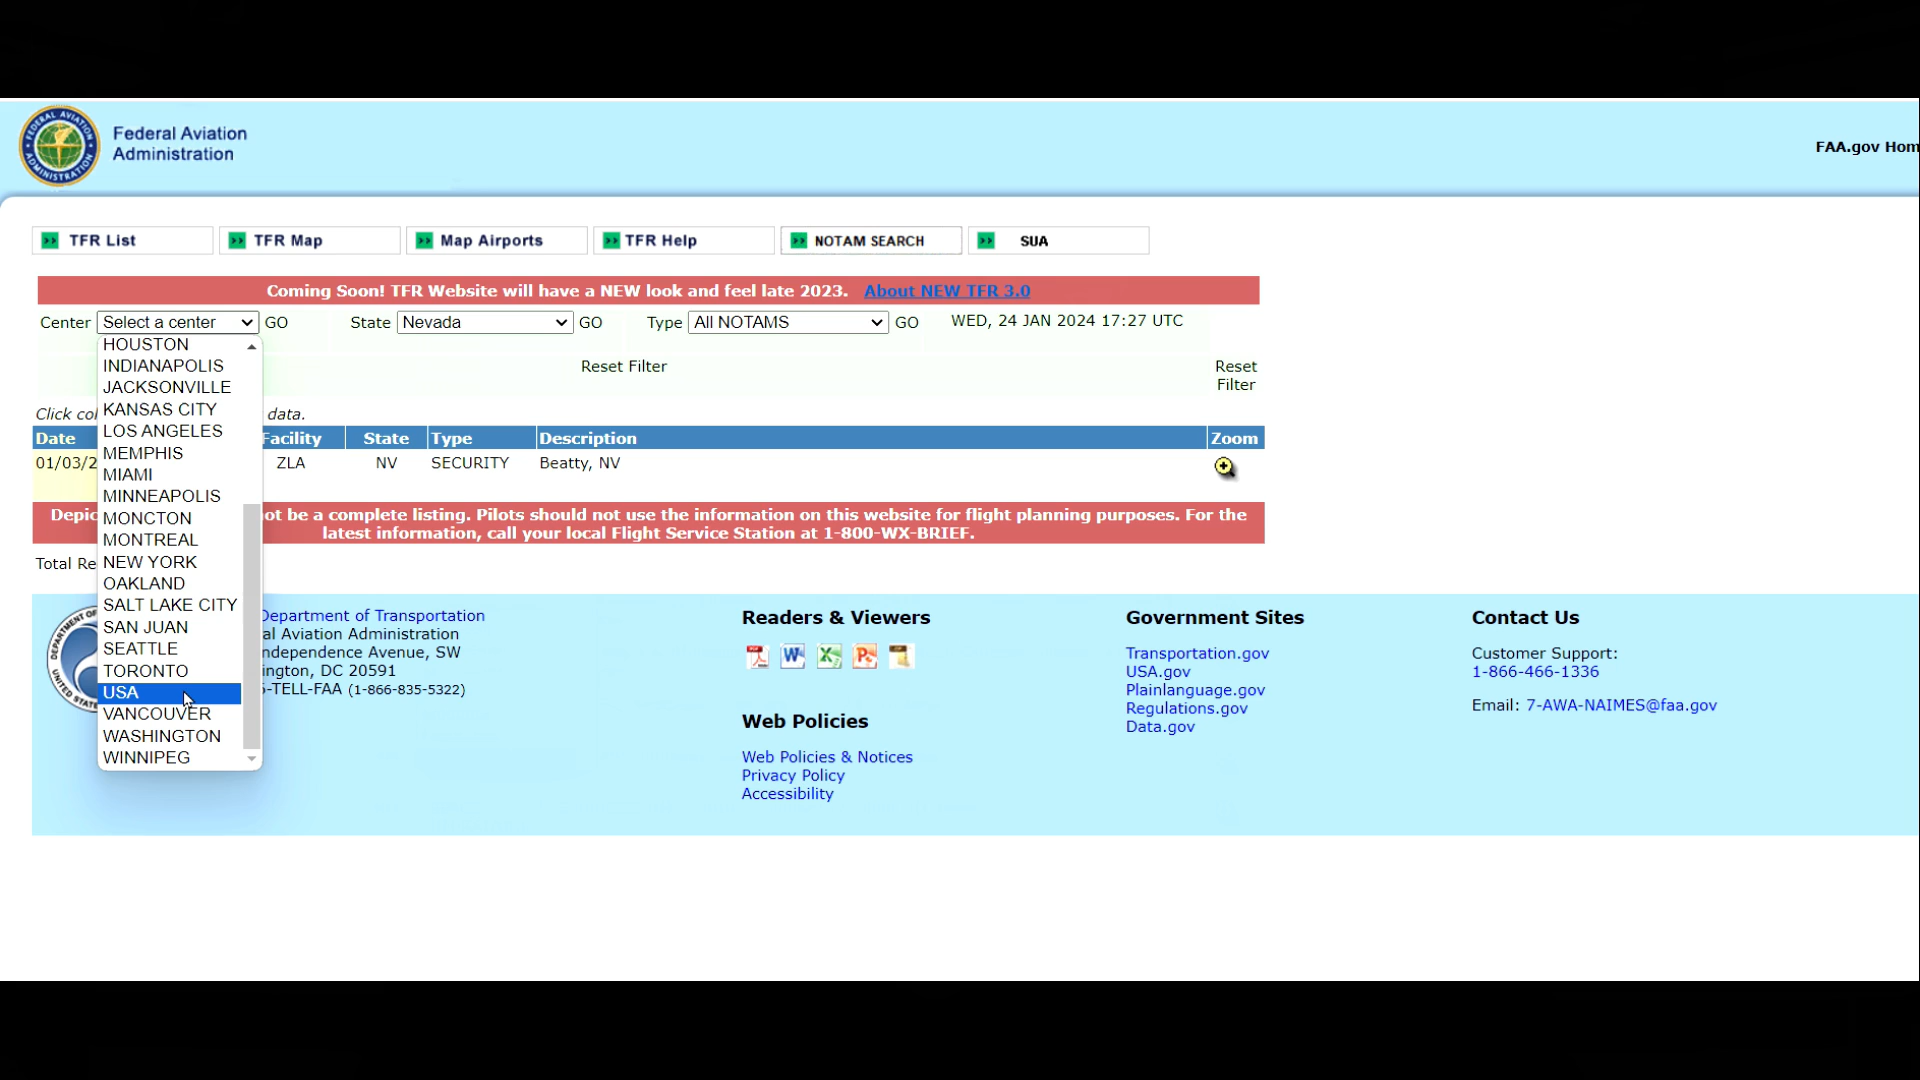 Federal Aviation
Administration
FAA.gov Hom
TFR List
TFR Map
Map Airports
TFR Help
NOTAM SEARCH
SUA
Coming Soon! TFR Website will have a NEW look and feel late 2023. About NEW TFR 3.0
Center Select a center GO State Nevada GO Type All NOTAMS GO WED, 24 JAN 2024 17:27 UTC
Reset Filter
Reset
Filter
HOUSTON
INDIANAPOLIS
JACKSONVILLE
KANSAS CITY
LOS ANGELES
MEMPHIS
MIAMI
MINNEAPOLIS
MONCTON
MONTREAL
NEW YORK
OAKLAND
SALT LAKE CITY
SAN JUAN
SEATTLE
TORONTO
USA
VANCOUVER
WASHINGTON
WINNIPEG
Click col data.
Date Facility State Type Description Zoom
01/03/2 ZLA NV SECURITY Beatty, NV
Depic ot be a complete listing. Pilots should not use the information on this website for flight planning purposes. For the
latest information, call your local Flight Service Station at 1-800-WX-BRIEF.
Total Re
Department of Transportation
al Aviation Administration
ndependence Avenue, SW
ington, DC 20591
-TELL-FAA (1-866-835-5322)
Readers & Viewers
Web Policies
Web Policies & Notices
Privacy Policy
Accessibility
Government Sites
Transportation.gov
USA.gov
Plainlanguage.gov
Regulations.gov
Data.gov
Contact Us
Customer Support:
1-866-466-1336
Email: 7-AWA-NAIMES@faa.gov